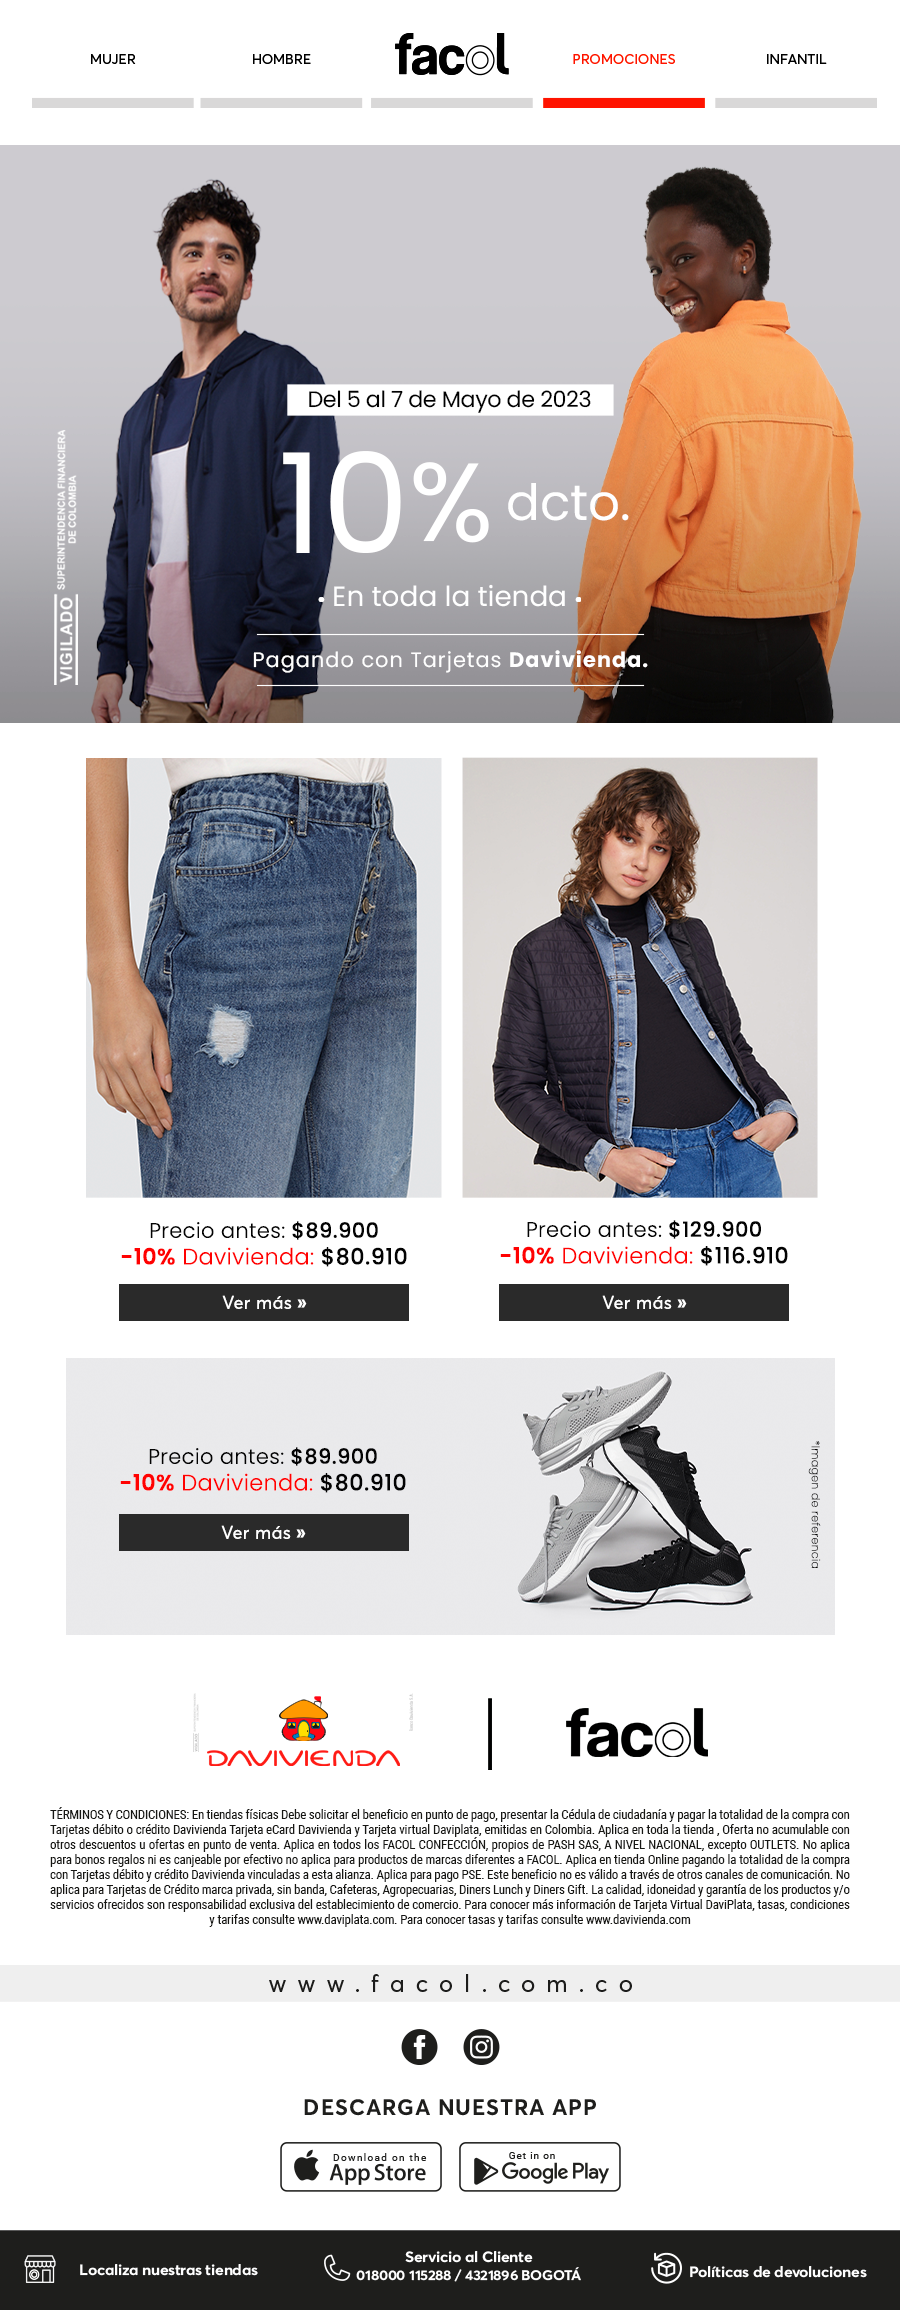 MUJER
HOMBRE
facol
PROMOCIONES
INFANTIL
Del 5 al 7 de Mayo de 2023
10% dcto.
• En toda la tienda •
Pagando con Tarjetas Davivienda.
VIGILADO
SUPERINTENDENCIA FINANCIERA
DE COLOMBIA
Precio antes: $89.900
-10% Davivienda: $80.910
Ver más »
Precio antes: $129.900
-10% Davivienda: $116.910
Ver más »
Precio antes: $89.900
-10% Davivienda: $80.910
Ver más »
*Imagen de referencia
DAVIVIENDA
facol
TÉRMINOS Y CONDICIONES: En tiendas físicas Debe solicitar el beneficio en punto de pago, presentar la Cédula de ciudadanía y pagar la totalidad de la compra con
Tarjetas débito o crédito Davivienda Tarjeta eCard Davivienda y Tarjeta virtual Daviplata, emitidas en Colombia. Aplica en toda la tienda , Oferta no acumulable con
otros descuentos u ofertas en punto de venta. Aplica en todos los FACOL CONFECCIÓN, propios de PASH SAS, A NIVEL NACIONAL, excepto OUTLETS. No aplica
para bonos regalos ni es canjeable por efectivo no aplica para productos de marcas diferentes a FACOL. Aplica en tienda Online pagando la totalidad de la compra
con Tarjetas débito y crédito Davivienda vinculadas a esta alianza. Aplica para pago PSE. Este beneficio no es válido a través de otros canales de comunicación. No
aplica para Tarjetas de Crédito marca privada, sin banda, Cafeteras, Agropecuarias, Diners Lunch y Diners Gift. La calidad, idoneidad y garantía de los productos y/o
servicios ofrecidos son responsabilidad exclusiva del establecimiento de comercio. Para conocer más información de Tarjeta Virtual DaviPlata, tasas, condiciones
y tarifas consulte www.daviplata.com. Para conocer tasas y tarifas consulte www.davivienda.com
www.facol.com.co
DESCARGA NUESTRA APP
Download on the
App Store
Get in on
Google Play
Localiza nuestras tiendas
Servicio al Cliente
018000 115288 / 4321896 BOGOTÁ
Políticas de devoluciones